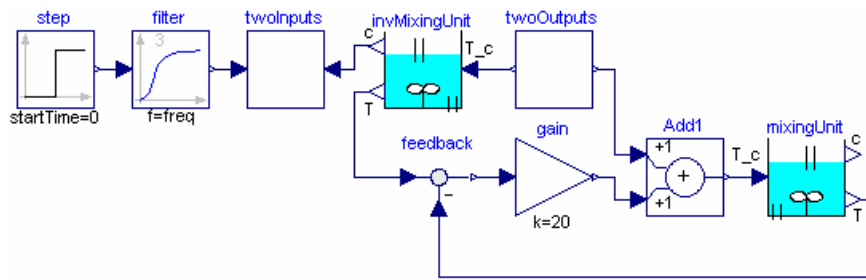 step
filter
twoInputs
invMixingUnit
twoOutputs
3
c
T_c
T
startTime=0
f=freq
feedback
gain
Add1
mixingUnit
+1
T_c
c
+
−
+1
T
k=20